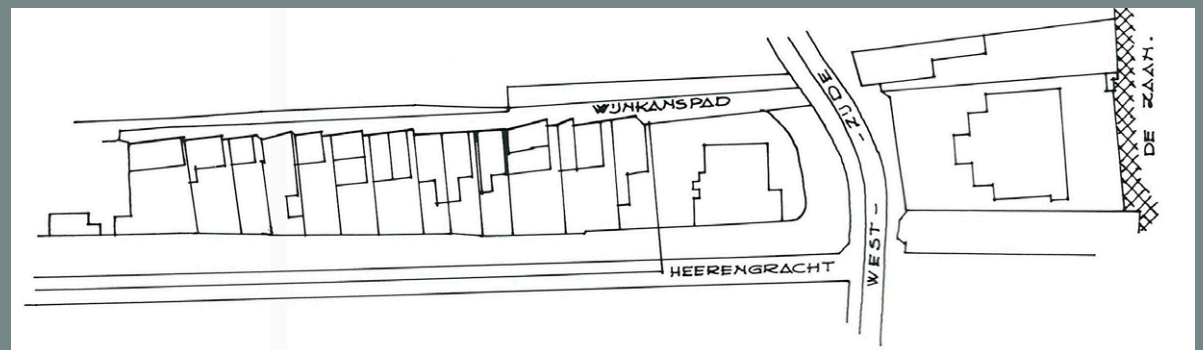 WIJNKANSPAD
WEST-ZIJDE-
DE ZAAN.
HEERENGRACHT